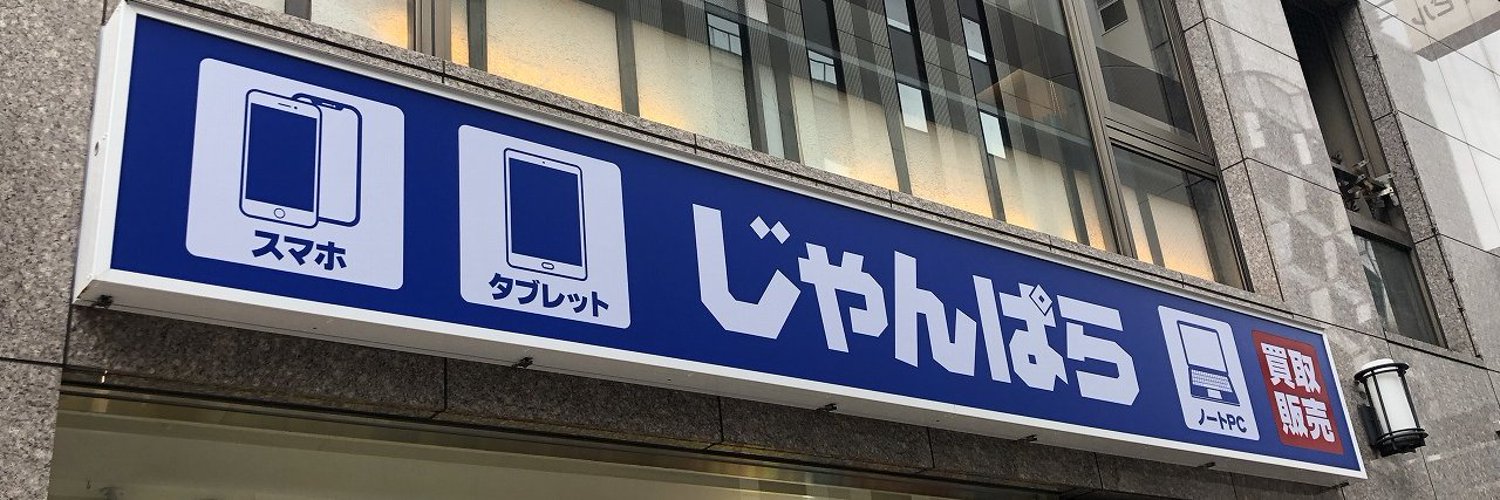 スマホ
タブレット
じゃんぱら
ノートPC
買取
販売